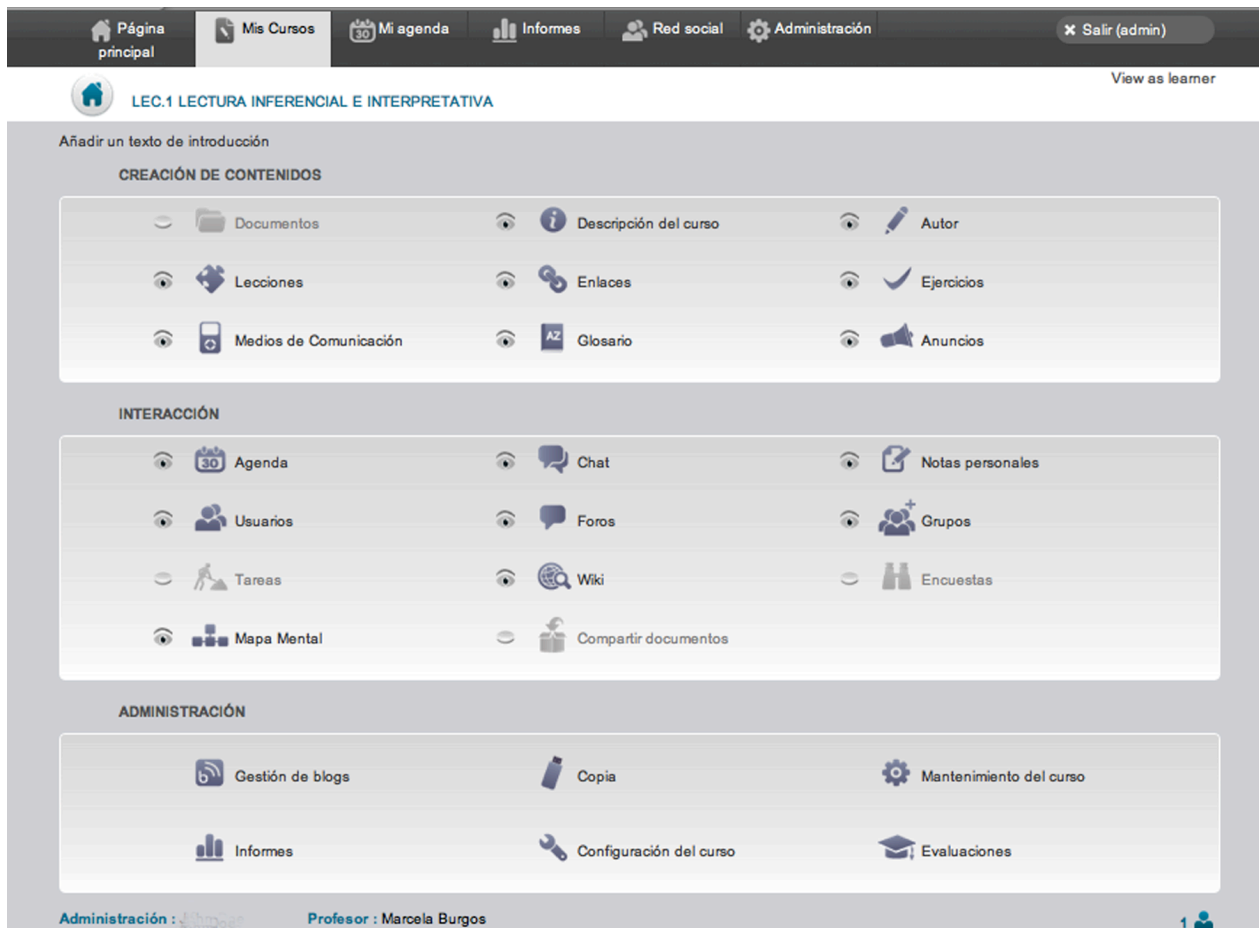 Página principal
Mis Cursos
30 Mi agenda
Informes
Red social
Administración
✖ Salir (admin)
View as learner
LEC.1 LECTURA INFERENCIAL E INTERPRETATIVA
Añadir un texto de introducción
CREACIÓN DE CONTENIDOS
Documentos
Descripción del curso
Autor
Lecciones
Enlaces
Ejercicios
Medios de Comunicación
AZ Glosario
Anuncios
INTERACCIÓN
30 Agenda
Chat
Notas personales
Usuarios
Foros
Grupos
Tareas
Wiki
Encuestas
Mapa Mental
Compartir documentos
ADMINISTRACIÓN
Gestión de blogs
Copia
Mantenimiento del curso
Informes
Configuración del curso
Evaluaciones
Administración :
Profesor : Marcela Burgos
1